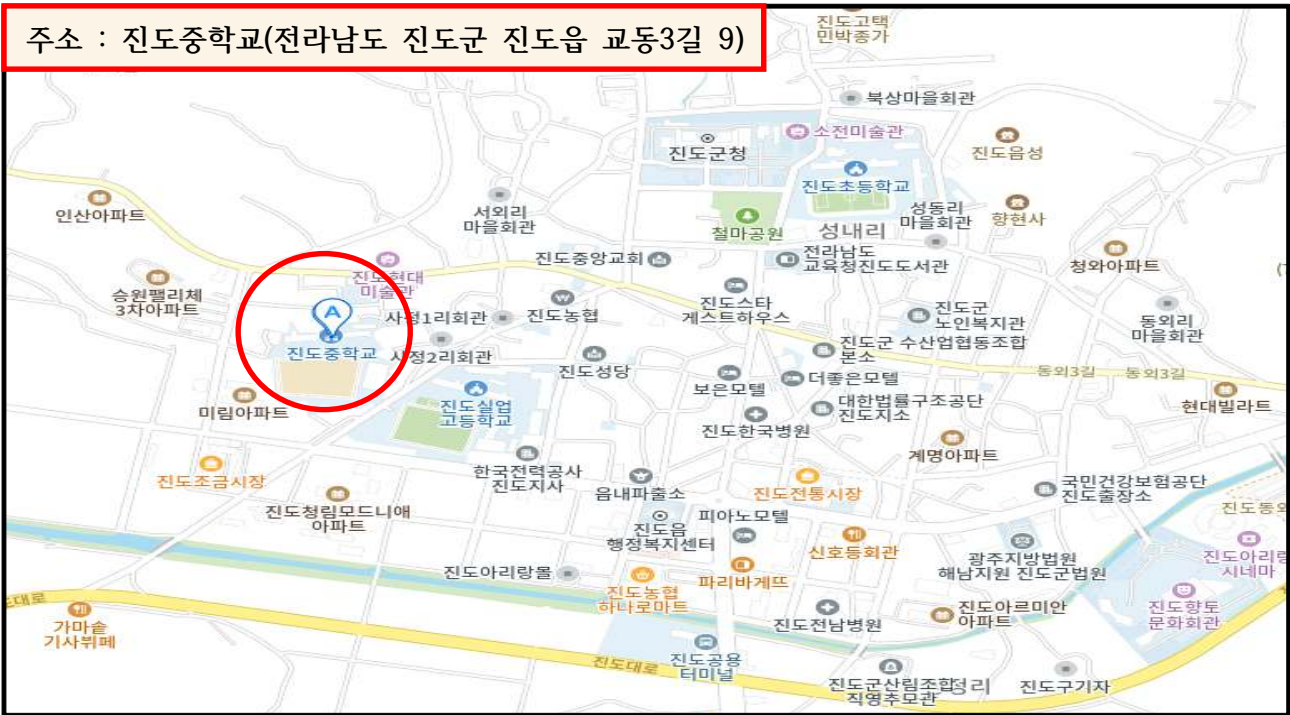 주소 : 진도중학교(전라남도 진도군 진도읍 교동3길 9)
진도고택
민박종가
북상마을회관
소전미술관
진도군청
진도읍성
진도초등학교
인산아파트
서외리
마을회관
철마공원
성내리
성동리
마을회관
향현사
진도중앙교회
전라남도
교육청진도도서관
청와아파트
진도현대
미술관
승원팰리체
3차아파트
A
진도중학교
사정1리회관
사정2리회관
진도농협
진도스타
게스트하우스
진도군
노인복지관
동외리
마을회관
진도군 수산업협동조합
본소
진도성당
보은모텔
더좋은모텔
동외3길
동외3길
미림아파트
진도실업
고등학교
대한법률구조공단
진도지소
현대빌라트
진도한국병원
계명아파트
진도조금시장
한국전력공사
진도지사
읍내파출소
진도전통시장
국민건강보험공단
진도출장소
진도청림모드니애
아파트
진도읍
행정복지센터
피아노모텔
신호등회관
광주지방법원
해남지원 진도군법원
진도동외
진도아리랑
시네마
진도아리랑몰
진도농협
하나로마트
파리바게뜨
진도대로
가마솥
기사뷔페
진도전남병원
진도아르미안
아파트
진도향토
문화회관
진도대로
진도공용
터미널
진도군산림조합
직영추모관
정리
진도구기자